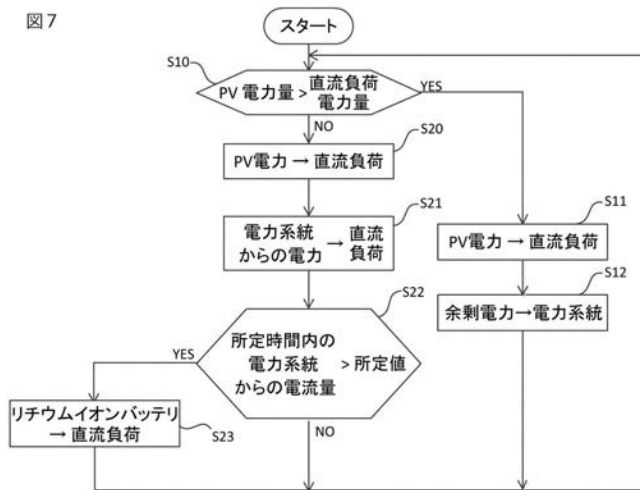 図7
スタート
S10
PV 電力量 > 直流負荷
電力量
YES
NO
S20
PV電力 → 直流負荷
S21
電力系統
からの電力 → 直流
負荷
S11
PV電力 → 直流負荷
S12
余剰電力→電力系統
S22
所定時間内の
電力系統 > 所定値
からの電流量
YES
NO
リチウムイオンバッテリ
→ 直流負荷
S23